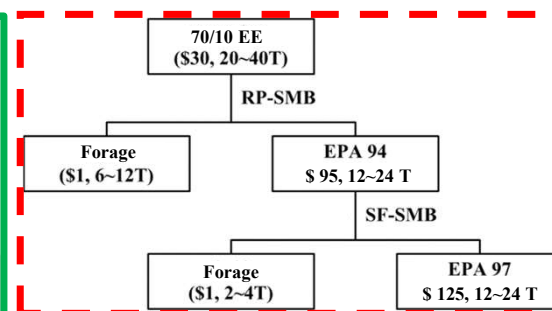 70/10 EE
($30, 20~40T)
RP-SMB
Forage
($1, 6~12T)
EPA 94
$ 95, 12~24 T
SF-SMB
Forage
($1, 2~4T)
EPA 97
$ 125, 12~24 T